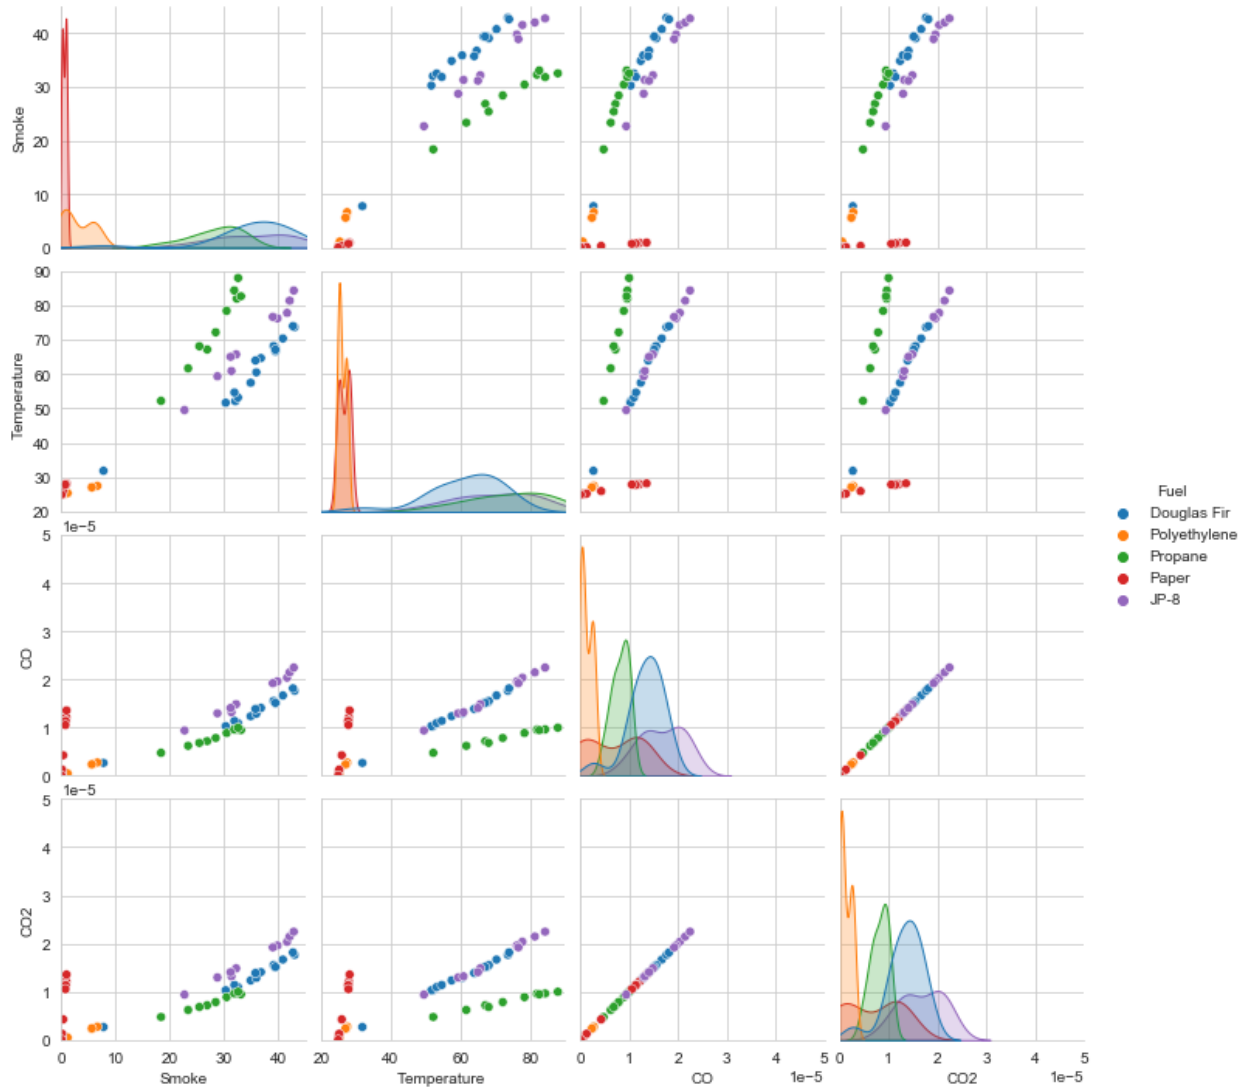 40
30
20
10
0
Smoke
90
80
70
60
50
40
30
20
Temperature
Fuel
Douglas Fir
Polyethylene
Propane
Paper
JP-8
1e−5
5
4
3
2
1
0
CO
1e−5
5
4
3
2
1
0
CO2
0 10 20 30 40
20 40 60 80
0 1 2 3 4 5
0 1 2 3 4 5
1e−5
1e−5
Smoke
Temperature
CO
CO2